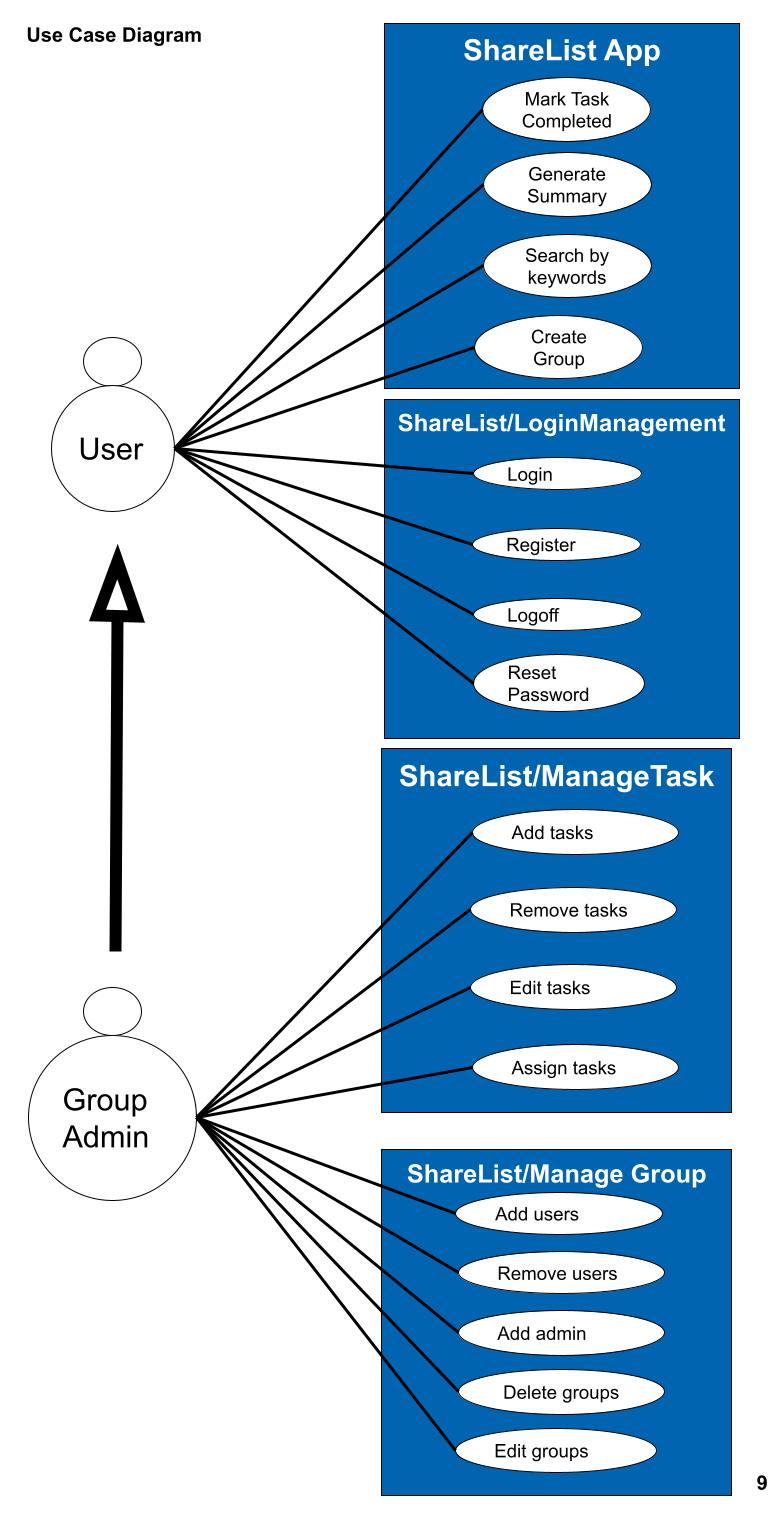 Use Case Diagram
ShareList App
Mark Task
Completed
Generate
Summary
Search by
keywords
Create
Group
User
ShareList/LoginManagement
Login
Register
Logoff
Reset
Password
ShareList/ManageTask
Add tasks
Remove tasks
Edit tasks
Assign tasks
Group
Admin
ShareList/Manage Group
Add users
Remove users
Add admin
Delete groups
Edit groups
9